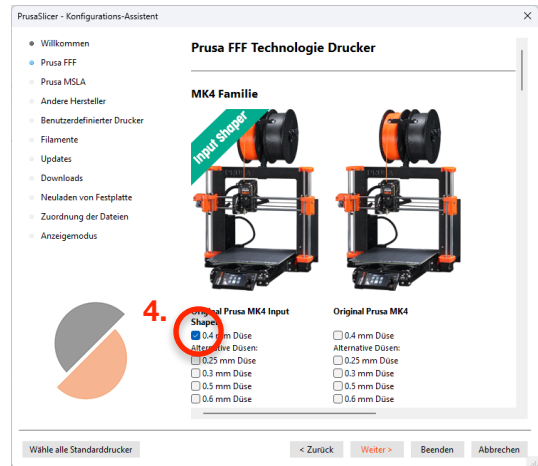 PrusaSlicer - Konfigurations-Assistent
Willkommen
Prusa FFF
Prusa MSLA
Andere Hersteller
Benutzerdefinierter Drucker
Filamente
Updates
Downloads
Neuladen von Festplatte
Zuordnung der Dateien
Anzeigemodus
Prusa FFF Technologie Drucker
MK4 Familie
Input Shaper
Original Prusa MK4 Input
Shaper
0.4 mm Düse
Alternative Düsen:
0.25 mm Düse
0.3 mm Düse
0.5 mm Düse
0.6 mm Düse
Original Prusa MK4
0.4 mm Düse
Alternative Düsen:
0.25 mm Düse
0.3 mm Düse
0.5 mm Düse
0.6 mm Düse
4.
Wähle alle Standarddrucker
< Zurück
Weiter >
Beenden
Abbrechen